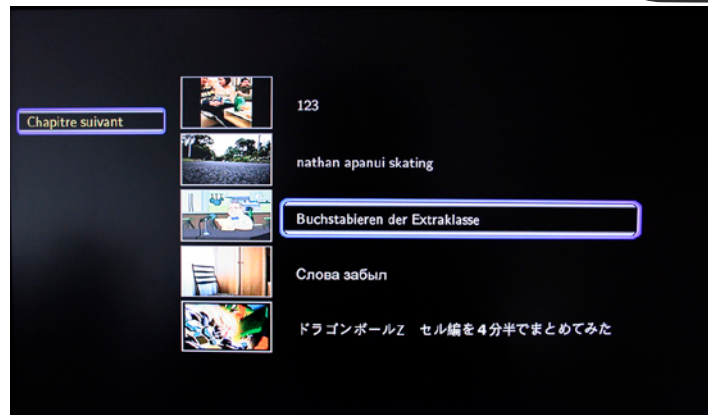 Chapitre suivant
123
nathan apanui skating
Buchstabieren der Extraklasse
Слова забыл
ドラゴンボールZ　セル編を4分半でまとめてみた